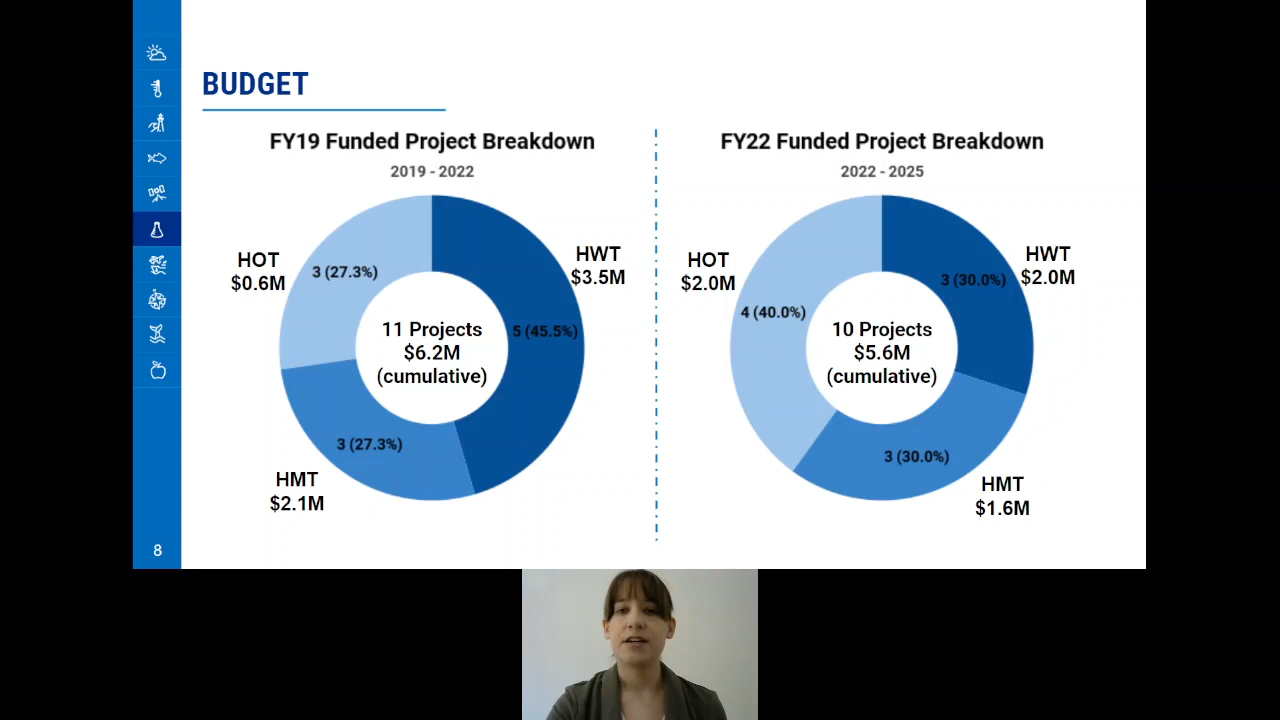 BUDGET
FY19 Funded Project Breakdown
2019 - 2022
HOT
$0.6M
3 (27.3%)
HWT
$3.5M
5 (45.5%)
11 Projects
$6.2M
(cumulative)
3 (27.3%)
HMT
$2.1M
FY22 Funded Project Breakdown
2022 - 2025
HOT
$2.0M
4 (40.0%)
HWT
$2.0M
3 (30.0%)
10 Projects
$5.6M
(cumulative)
3 (30.0%)
HMT
$1.6M
8